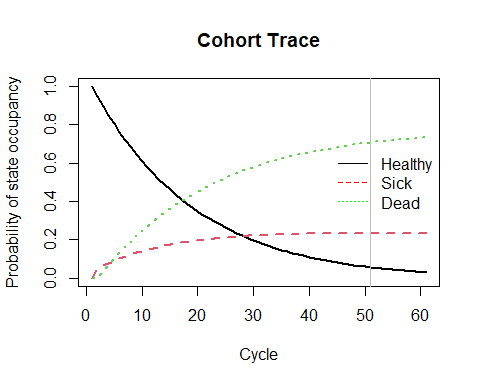 Cohort Trace
Probability of state occupancy
1.0
0.8
0.6
0.4
0.2
0.0
Healthy
Sick
Dead
0 10 20 30 40 50 60
Cycle